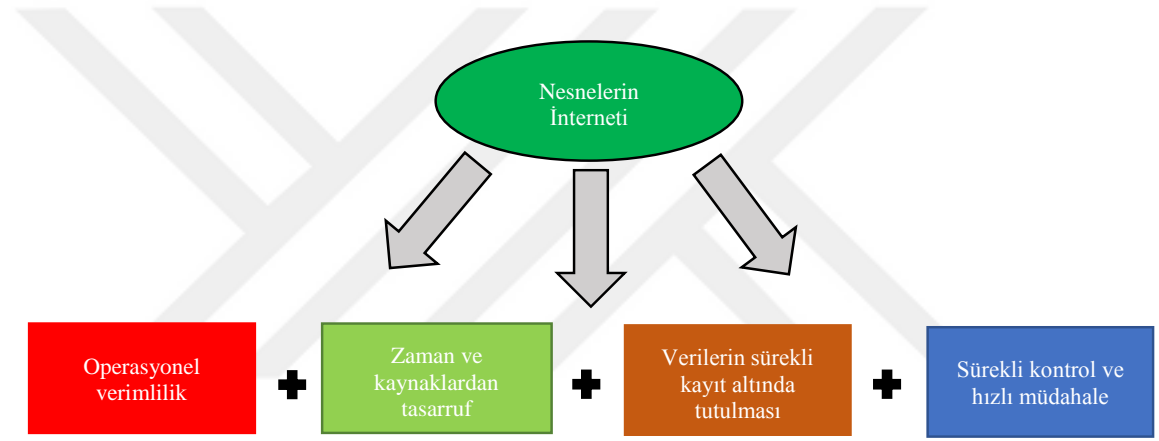 Nesnelerin
İnterneti
Operasyonel
verimlilik
Zaman ve
kaynaklardan
tasarruf
Verilerin sürekli
kayıt altında
tutulması
Sürekli kontrol ve
hızlı müdahale